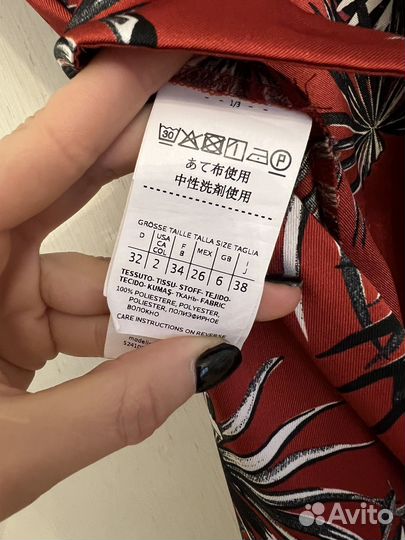 - - 1/3 - -
30 P
あて布使用
中性洗剤使用
GRÖSSE TAILLE TALLA SIZE TAGLIA
D USA CA COL F B MEX GB I J
32 2 34 26 6 38
TESSUTO- TISSU- STOFF- TEJIDO-
TECIDO- KUMAŞ- ТКАНЬ- FABRIC
100% POLIESTERE, POLYESTER,
POLIÉSTER, ПОЛИЭФИРНОЕ
ВОЛОКНО
CARE INSTRUCTIONS ON REVERSE
Avito